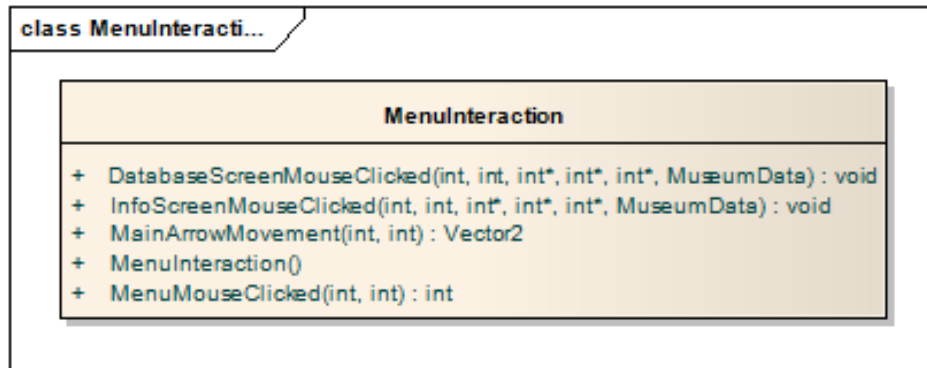 class MenuInteracti...
MenuInteraction
+ DatabaseScreenMouseClicked(int, int, int*, int*, int*, MuseumData) : void
+ InfoScreenMouseClicked(int, int, int*, int*, int*, MuseumData) : void
+ MainArrowMovement(int, int) : Vector2
+ MenuInteraction()
+ MenuMouseClicked(int, int) : int